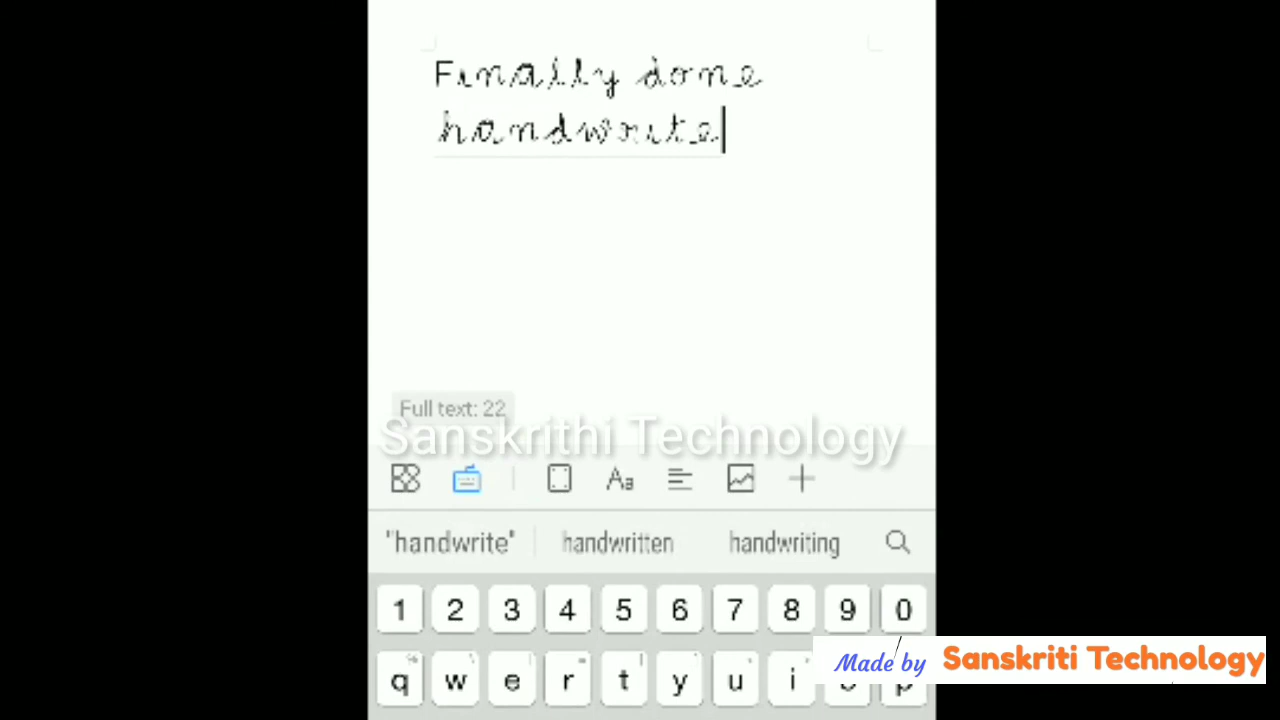 Finally done
handwrite
Full text: 22
Sanskrithi Technology
Aa
"handwrite" handwritten handwriting
1 2 3 4 5 6 7 8 9 0
q w e r t y u i o p
Made by Sanskriti Technology